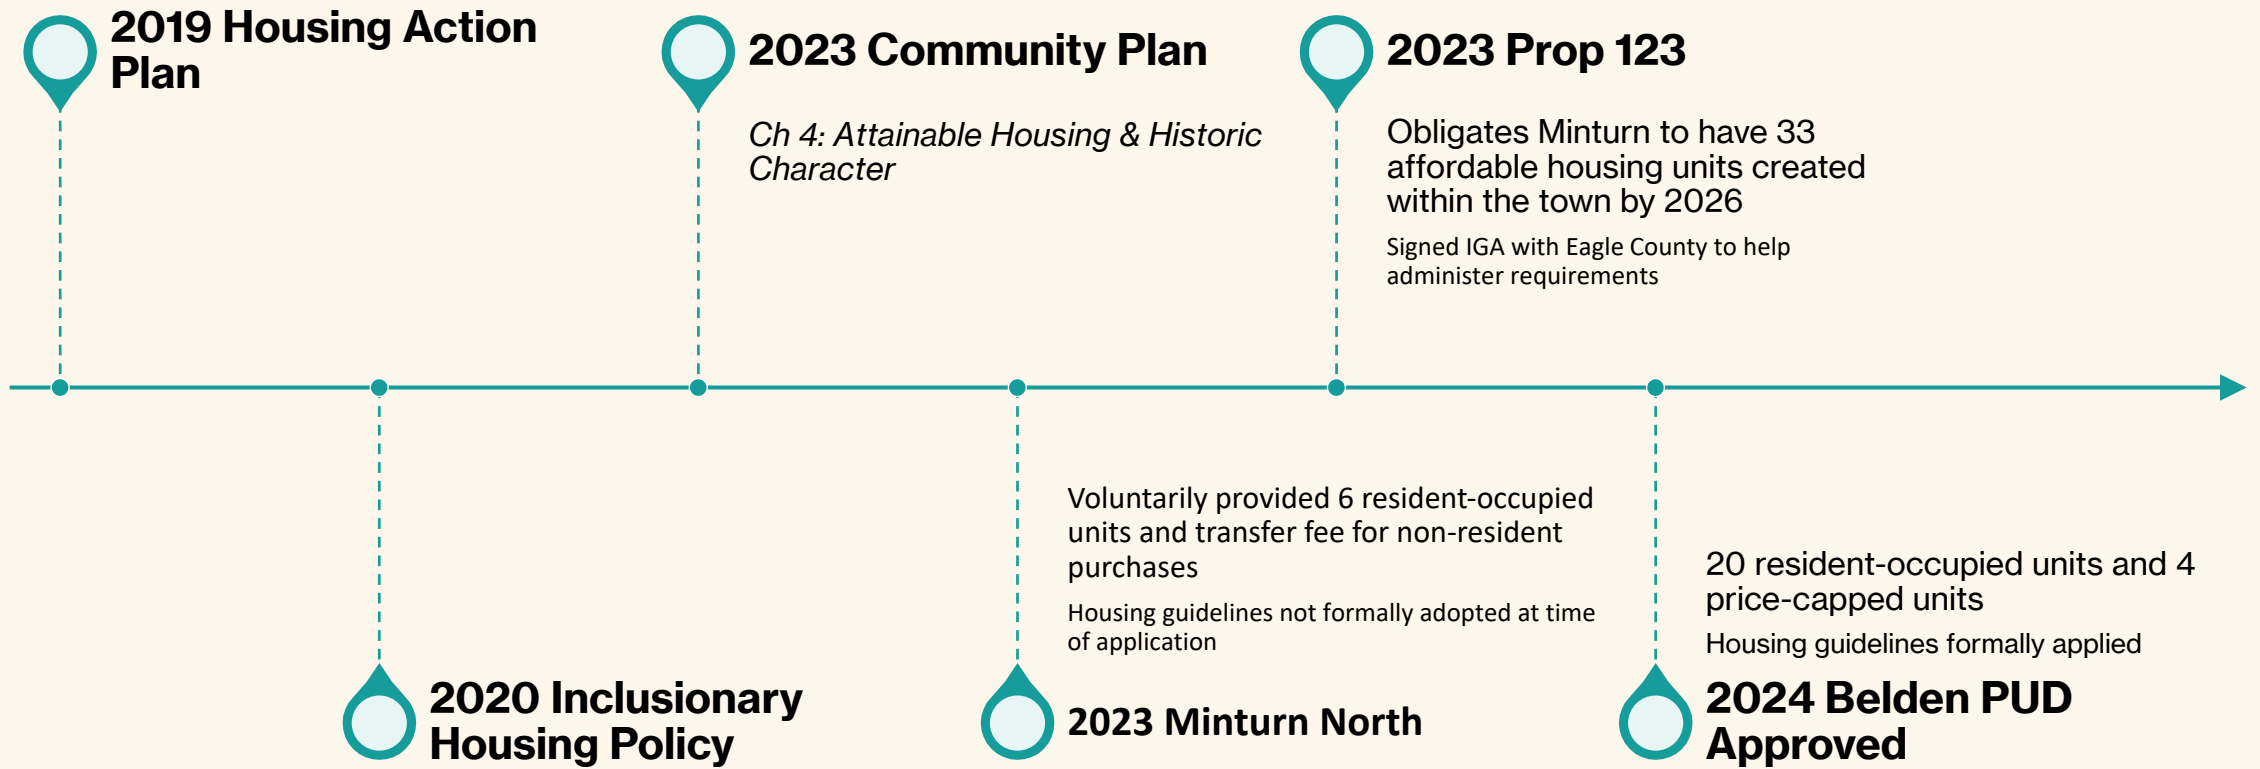 2019 Housing Action
Plan
2023 Community Plan
Ch 4: Attainable Housing & Historic
Character
2023 Prop 123
Obligates Minturn to have 33
affordable housing units created
within the town by 2026
Signed IGA with Eagle County to help
administer requirements
2020 Inclusionary
Housing Policy
Voluntarily provided 6 resident-occupied
units and transfer fee for non-resident
purchases
Housing guidelines not formally adopted at time
of application
2023 Minturn North
20 resident-occupied units and 4
price-capped units
Housing guidelines formally applied
2024 Belden PUD
Approved